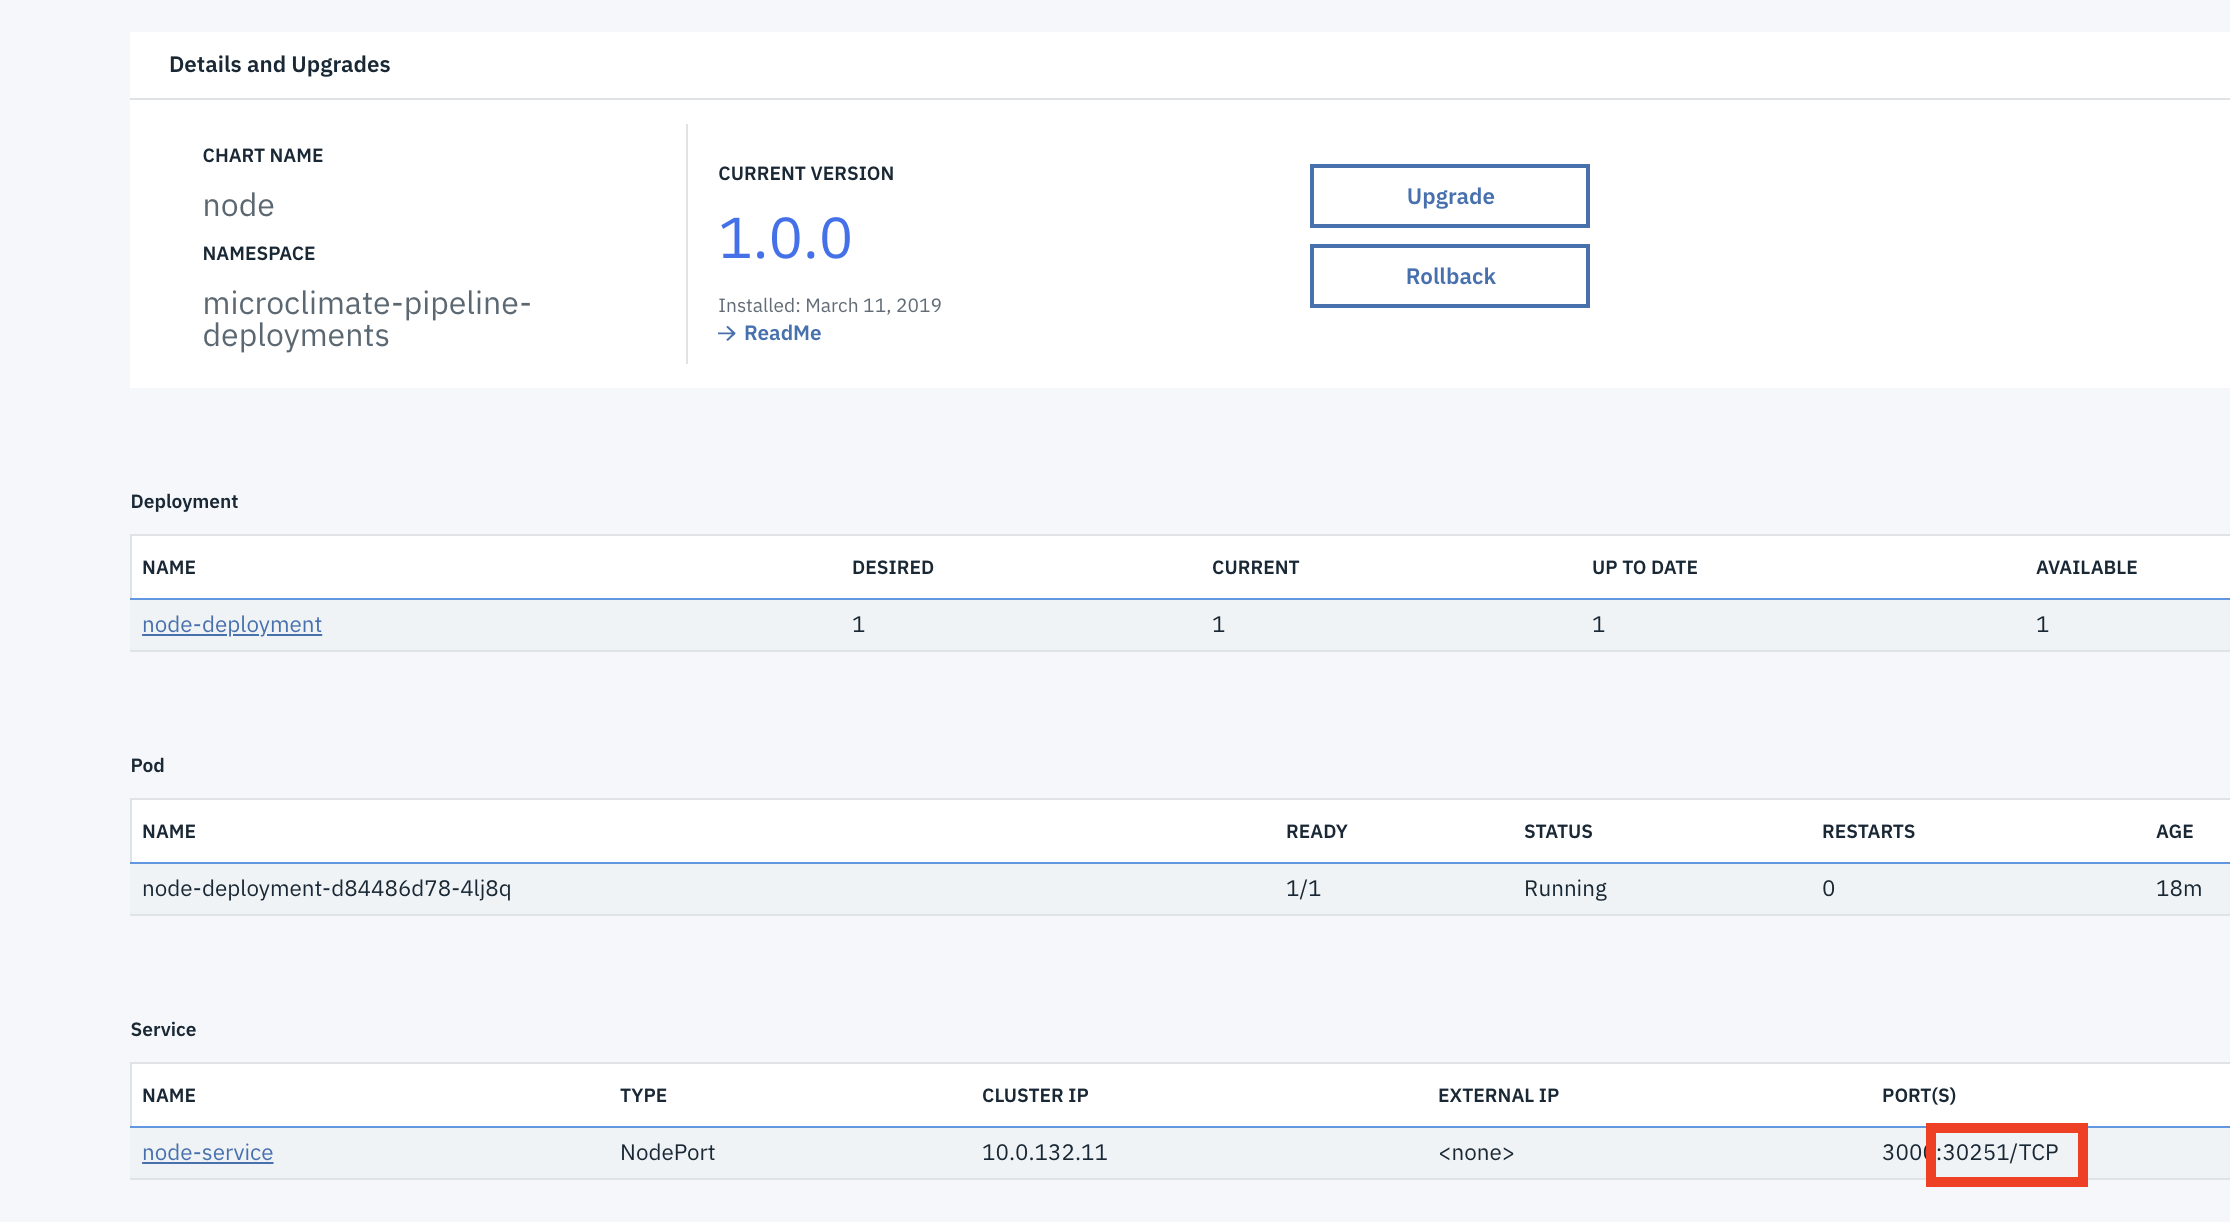 Details and Upgrades
CHART NAME
node
NAMESPACE
microclimate-pipeline-
deployments
CURRENT VERSION
1.0.0
Installed: March 11, 2019
→ ReadMe
Upgrade
Rollback
Deployment
NAME DESIRED CURRENT UP TO DATE AVAILABLE
node-deployment 1 1 1 1
Pod
NAME READY STATUS RESTARTS AGE
node-deployment-d84486d78-4lj8q 1/1 Running 0 18m
Service
NAME TYPE CLUSTER IP EXTERNAL IP PORT(S)
node-service NodePort 10.0.132.11 <none> 3000:30251/TCP